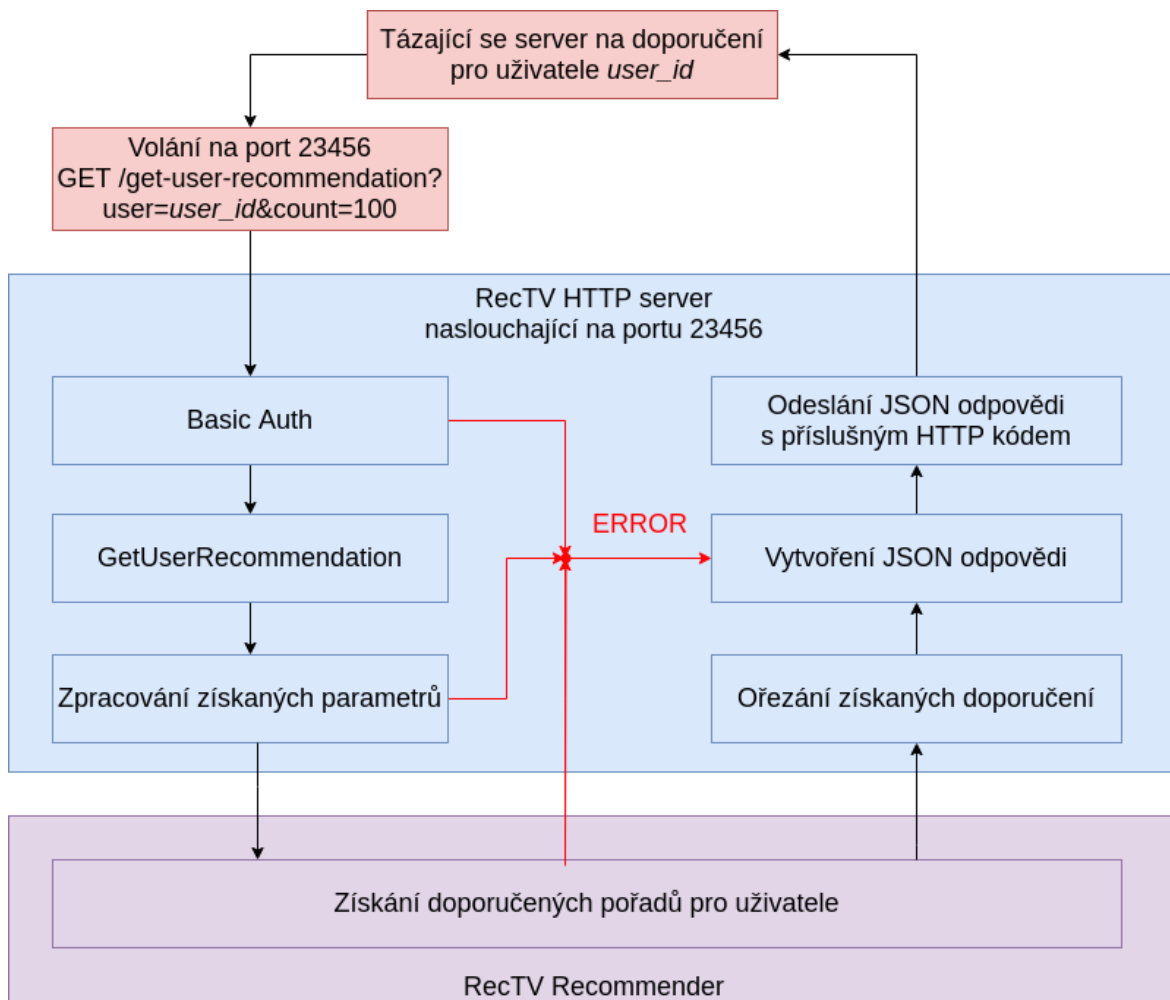 Tázající se server na doporučení
pro uživatele user_id
Volání na port 23456
GET /get-user-recommendation?
user=user_id&count=100
RecTV HTTP server
naslouchající na portu 23456
Basic Auth
Odeslání JSON odpovědi
s příslušným HTTP kódem
ERROR
GetUserRecommendation
Vytvoření JSON odpovědi
Zpracování získaných parametrů
Ořezání získaných doporučení
Získání doporučených pořadů pro uživatele
RecTV Recommender